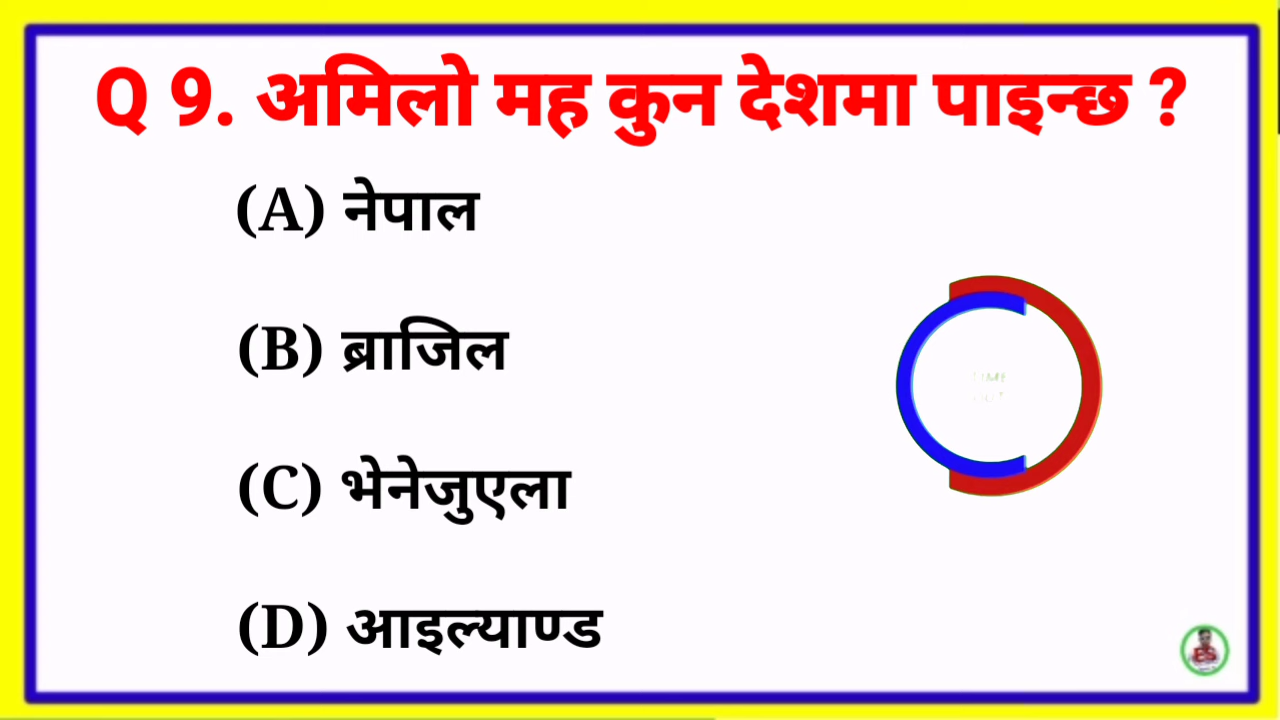 Q 9. अमिलो मह कुन देशमा पाइन्छ ?
(A) नेपाल
(B) ब्राजिल
(C) भेनेजुएला
(D) आइल्याण्ड